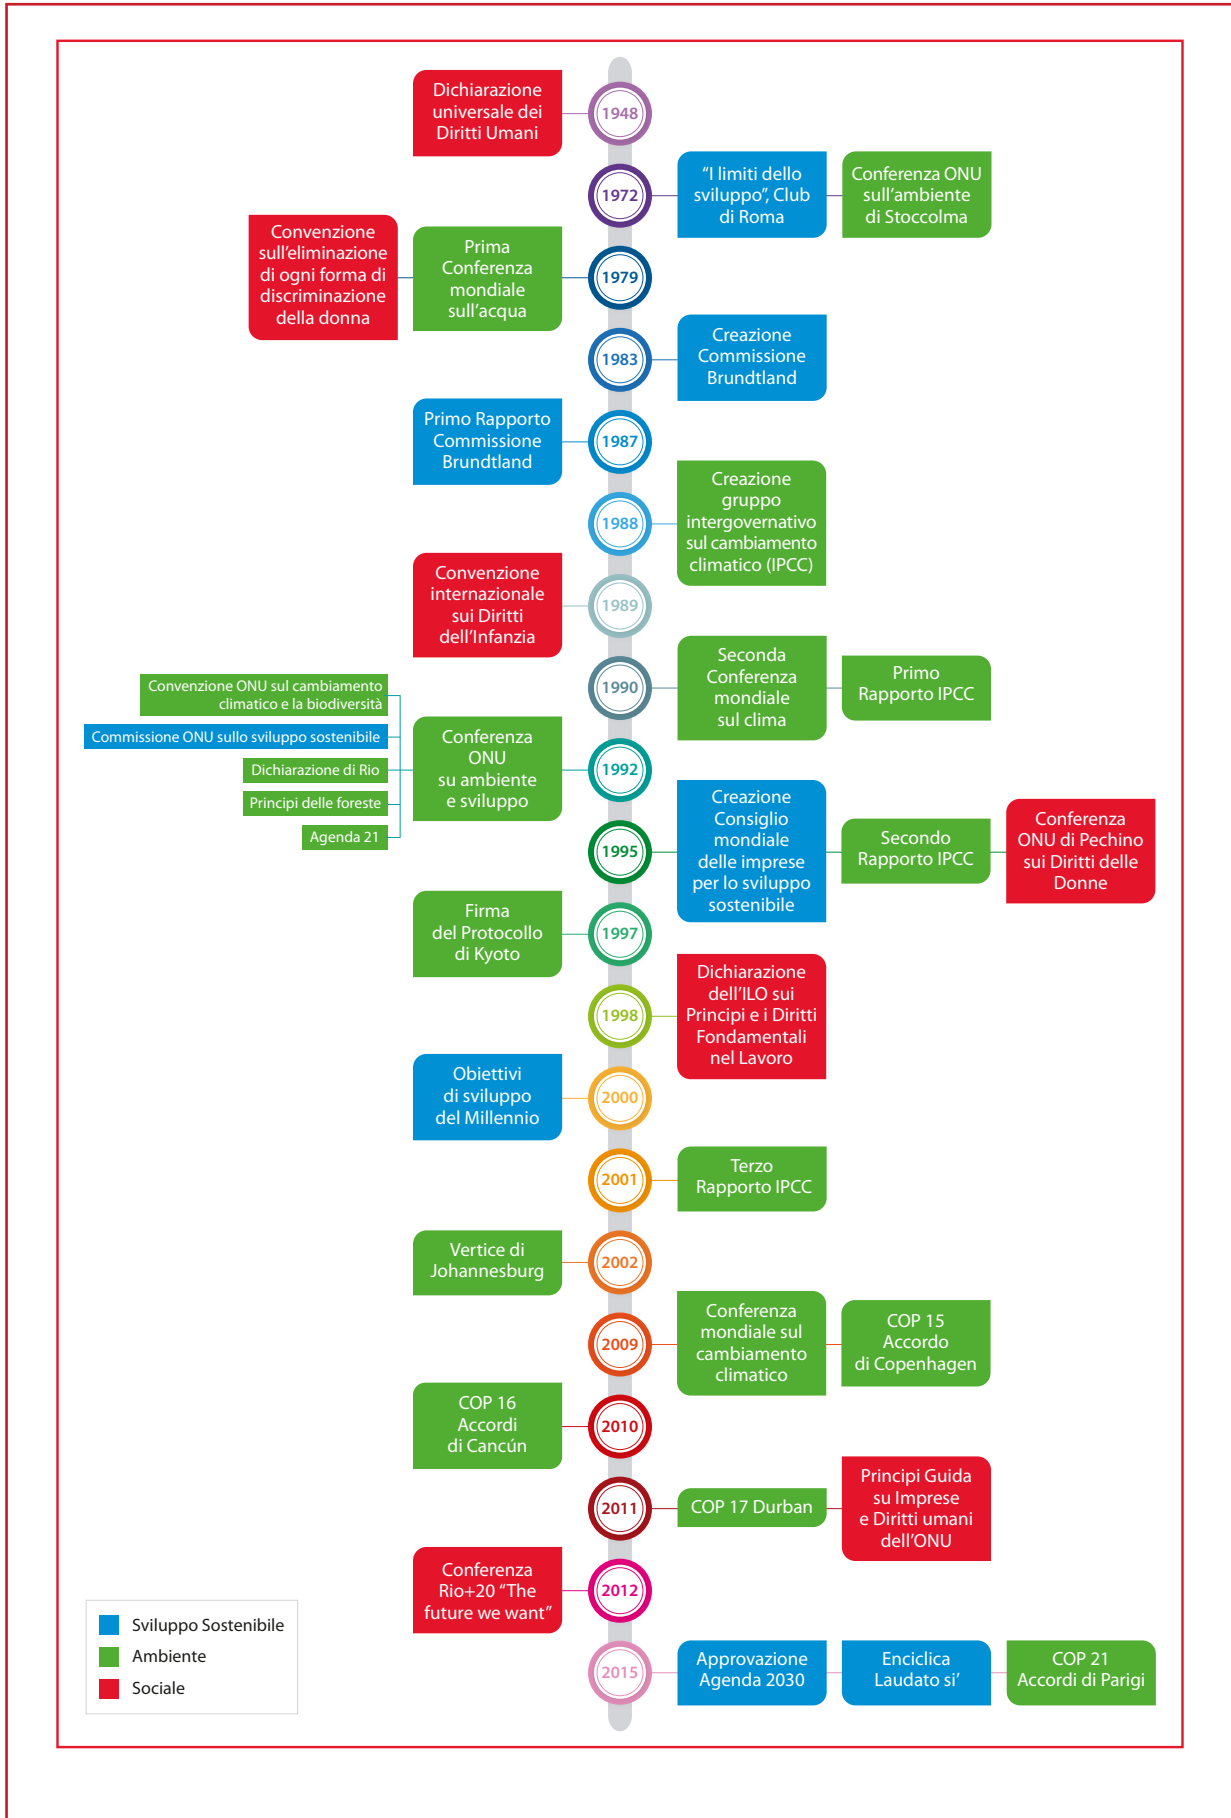 Dichiarazione
universale dei
Diritti Umani
1948
1972
“I limiti dello
sviluppo”, Club
di Roma
Conferenza ONU
sull’ambiente
di Stoccolma
Convenzione
sull’eliminazione
di ogni forma di
discriminazione
della donna
Prima
Conferenza
mondiale
sull’acqua
1979
1983
Creazione
Commissione
Brundtland
Primo Rapporto
Commissione
Brundtland
1987
1988
Creazione
gruppo
intergovernativo
sul cambiamento
climatico (IPCC)
Convenzione
internazionale
sui Diritti
dell’Infanzia
1989
1990
Seconda
Conferenza
mondiale
sul clima
Primo
Rapporto IPCC
Convenzione ONU sul cambiamento
climatico e la biodiversità
Commissione ONU sullo sviluppo sostenibile
Dichiarazione di Rio
Principi delle foreste
Agenda 21
Conferenza
ONU
su ambiente
e sviluppo
1992
1995
Creazione
Consiglio
mondiale
delle imprese
per lo sviluppo
sostenibile
Secondo
Rapporto IPCC
Conferenza
ONU di Pechino
sui Diritti delle
Donne
Firma
del Protocollo
di Kyoto
1997
1998
Dichiarazione
dell’ILO sui
Principi e i Diritti
Fondamentali
nel Lavoro
Obiettivi
di sviluppo
del Millennio
2000
2001
Terzo
Rapporto IPCC
Vertice di
Johannesburg
2002
2009
Conferenza
mondiale sul
cambiamento
climatico
COP 15
Accordo
di Copenhagen
COP 16
Accordi
di Cancún
2010
2011
COP 17 Durban
Principi Guida
su Imprese
e Diritti umani
dell’ONU
Conferenza
Rio+20 “The
future we want”
2012
2015
Approvazione
Agenda 2030
Enciclica
Laudato si’
COP 21
Accordi di Parigi
Sviluppo Sostenibile
Ambiente
Sociale